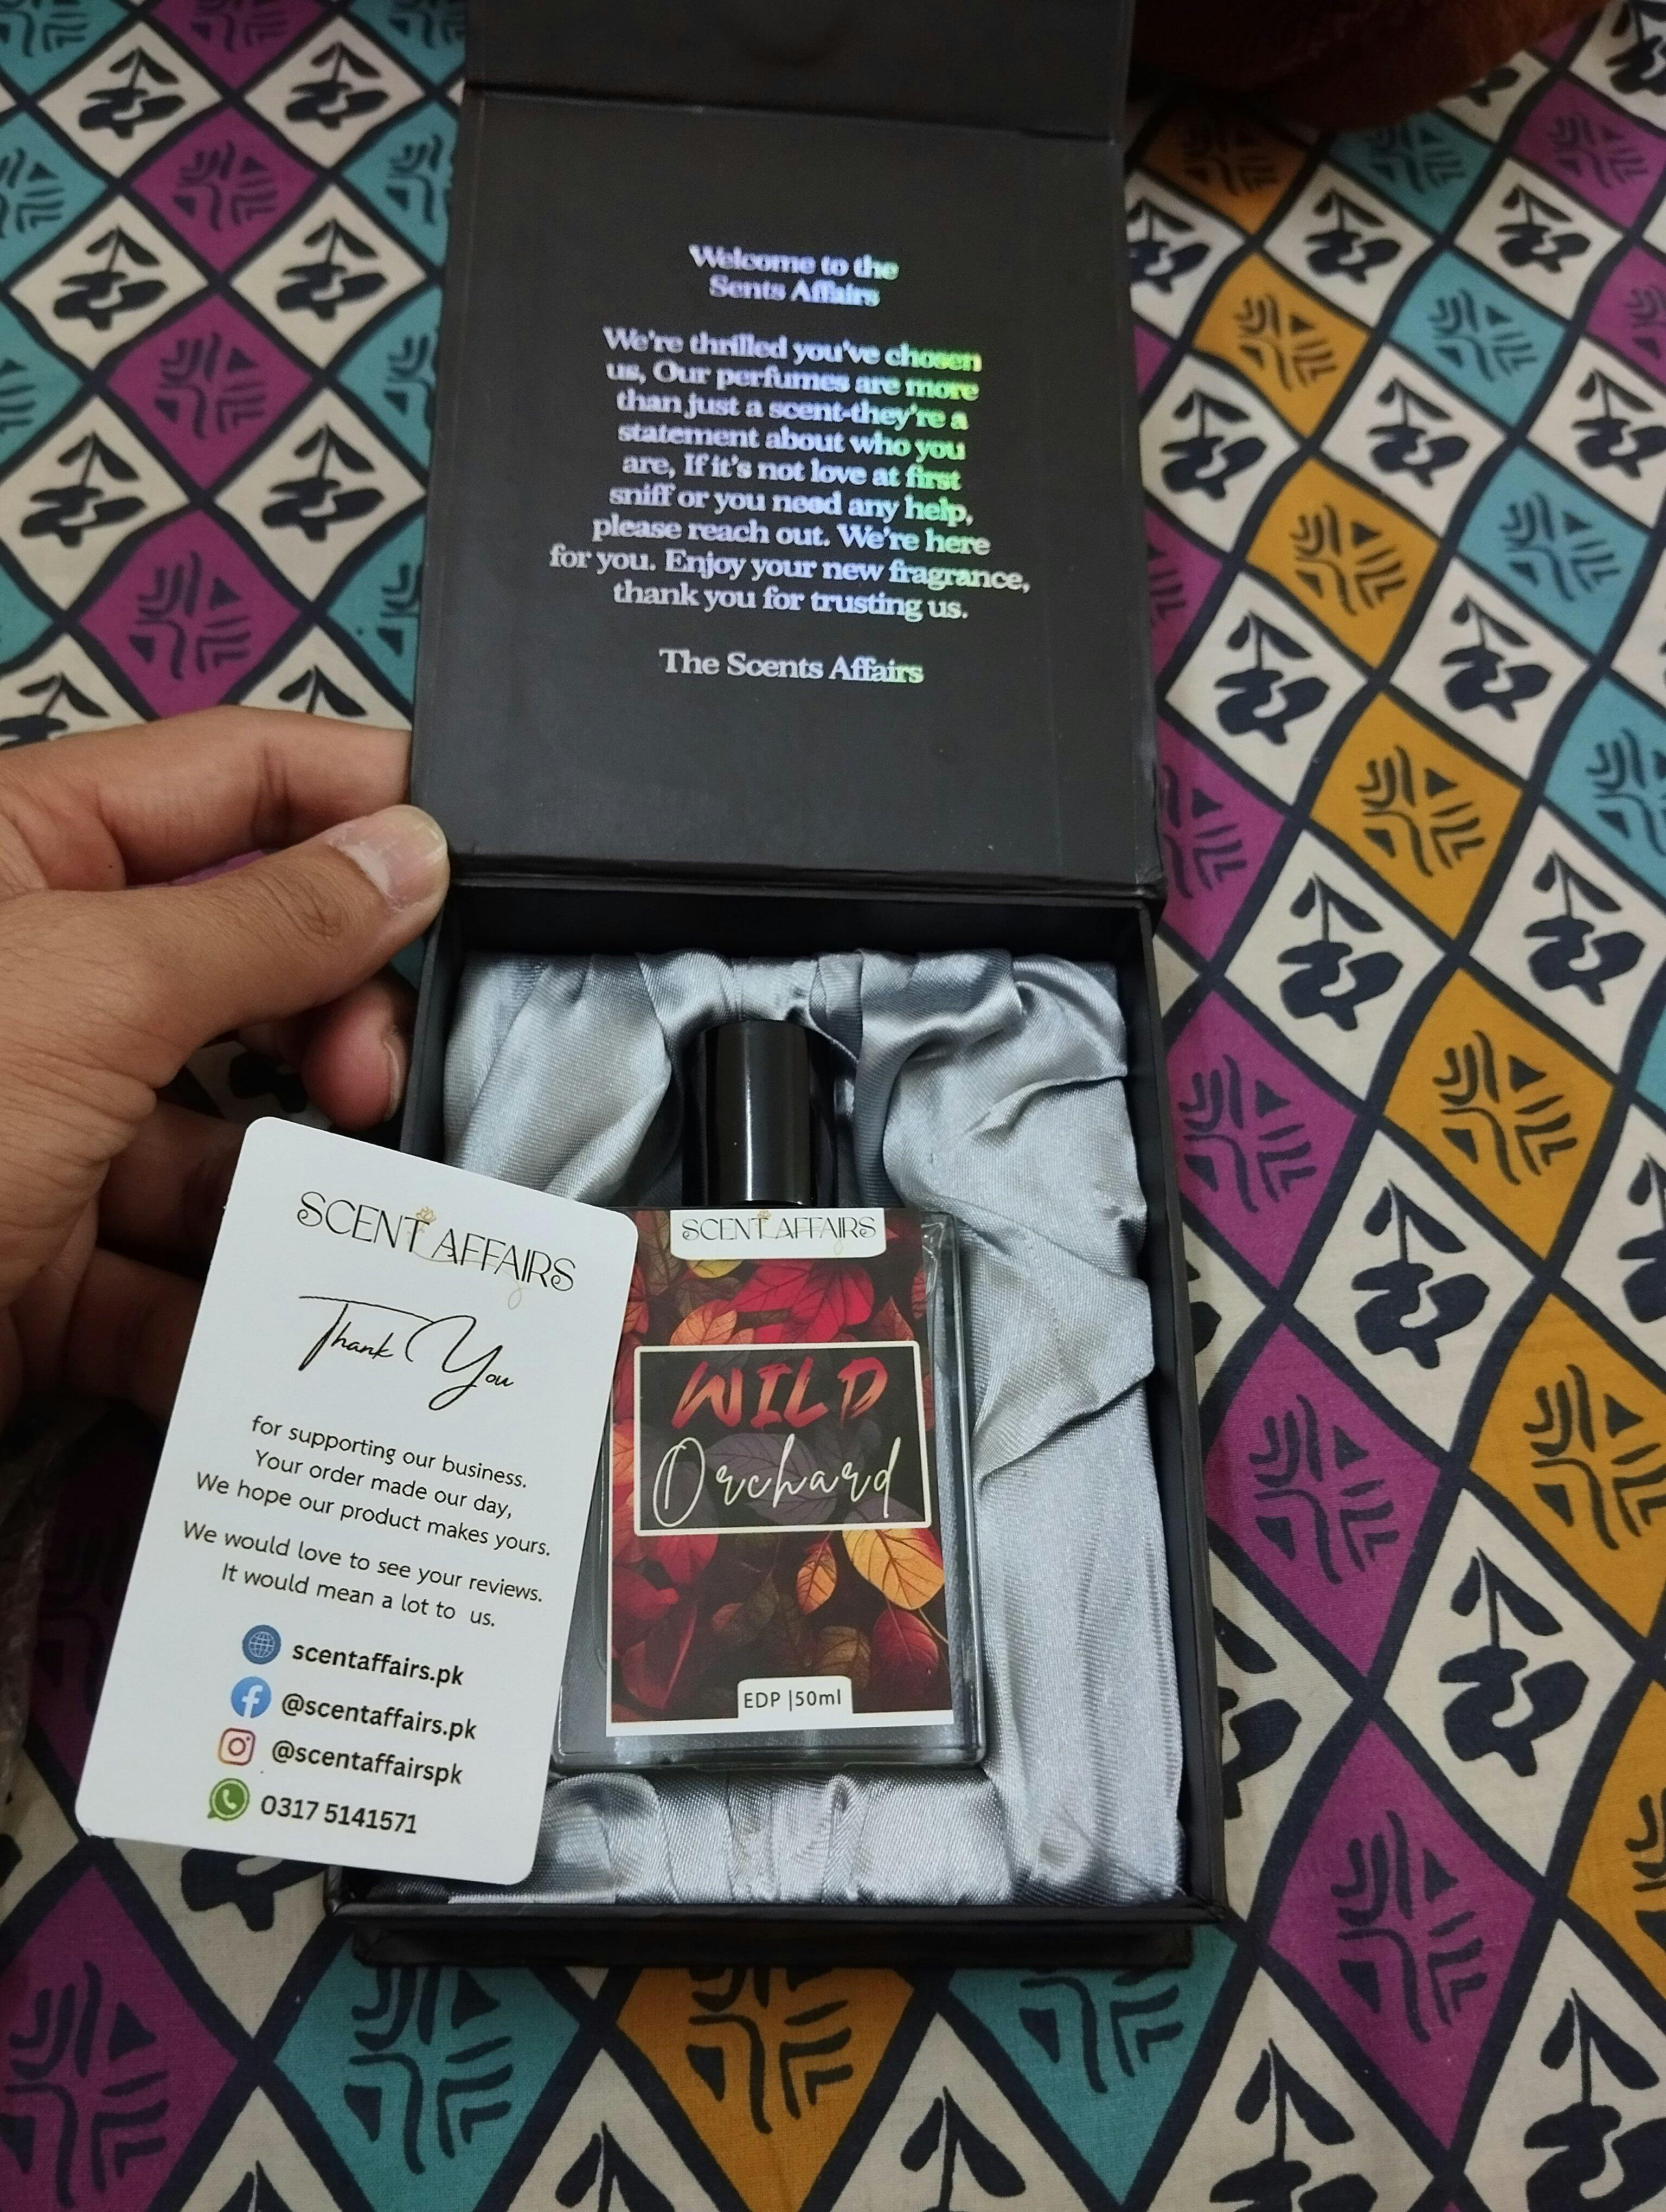 Welcome to the
Sents Affairs
We're thrilled you've chosen
us, Our perfumes are more
than just a scent-they're a
statement about who you
are, If it's not love at first
sniff or you need any help,
please reach out. We're here
for you. Enjoy your new fragrance,
thank you for trusting us.
The Scents Affairs
SCENT AFFAIRS
Thank You
for supporting our business.
Your order made our day,
We hope our product makes yours.
We would love to see your reviews.
It would mean a lot to us.
scentaffairs.pk
@scentaffairs.pk
@scentaffairspk
0317 5141571
SCENT AFFAIRS
WILD
Orchard
EDP |50ml